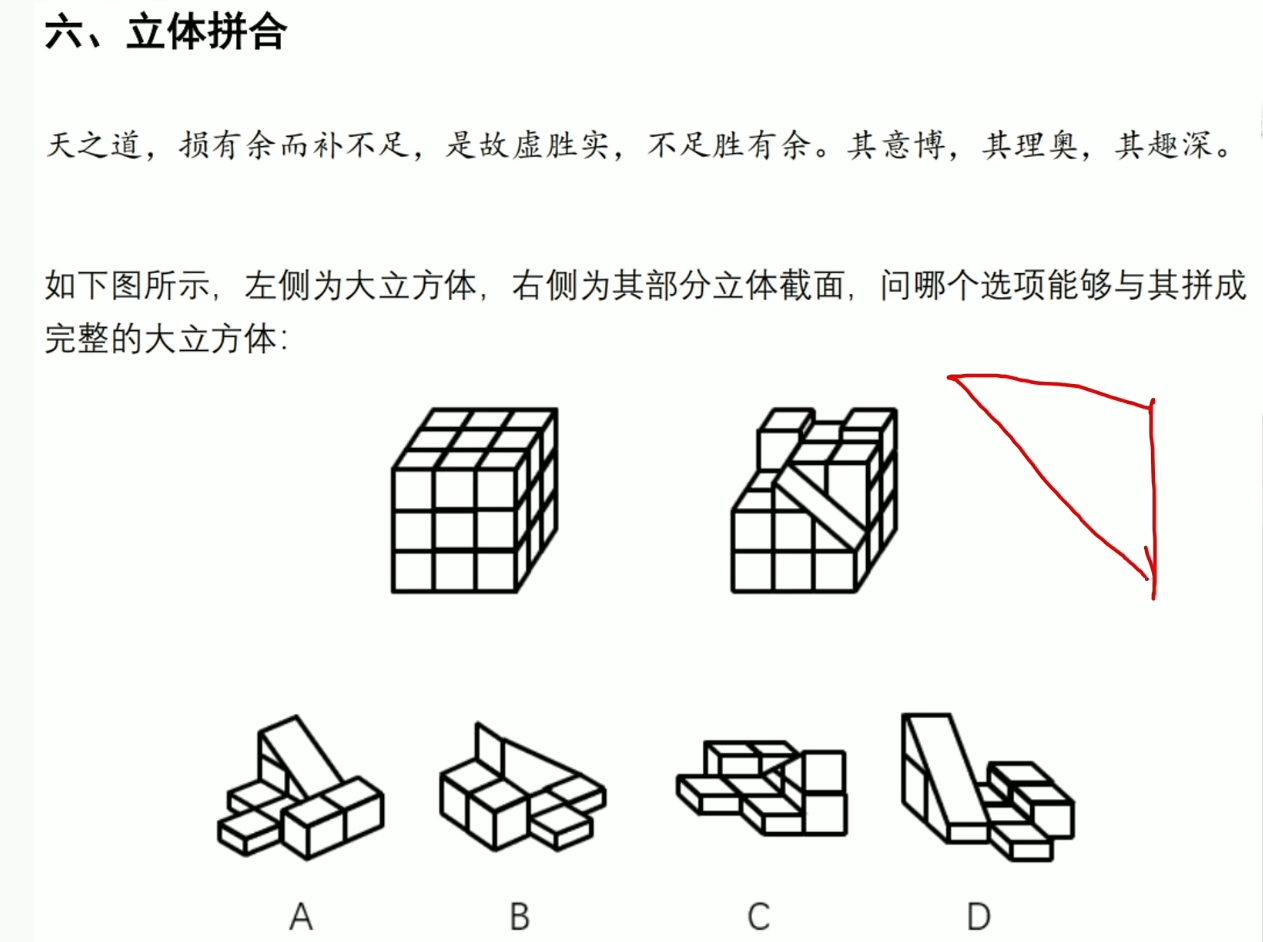 六、立体拼合
天之道，损有余而补不足，是故虚胜实，不足胜有余。其意博，其理奥，其趣深。
如下图所示，左侧为大立方体，右侧为其部分立体截面，问哪个选项能够与其拼成
完整的大立方体：
A B C D